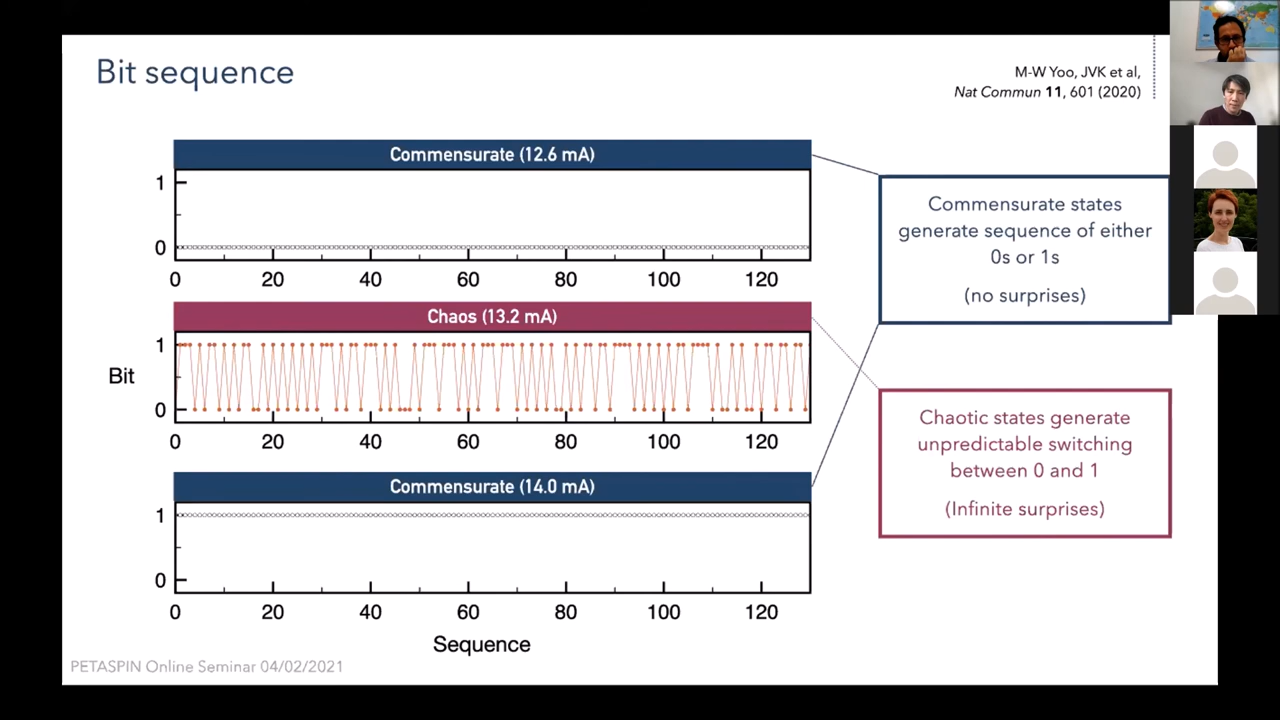 Bit sequence
M-W Yoo, JVK et al,
Nat Commun 11, 601 (2020)
Commensurate (12.6 mA)
1
0
0 20 40 60 80 100 120
Chaos (13.2 mA)
1
Bit
0
0 20 40 60 80 100 120
Commensurate (14.0 mA)
1
0
0 20 40 60 80 100 120
Sequence
Commensurate states
generate sequence of either
0s or 1s
(no surprises)
Chaotic states generate
unpredictable switching
between 0 and 1
(Infinite surprises)
PETASPIN Online Seminar 04/02/2021